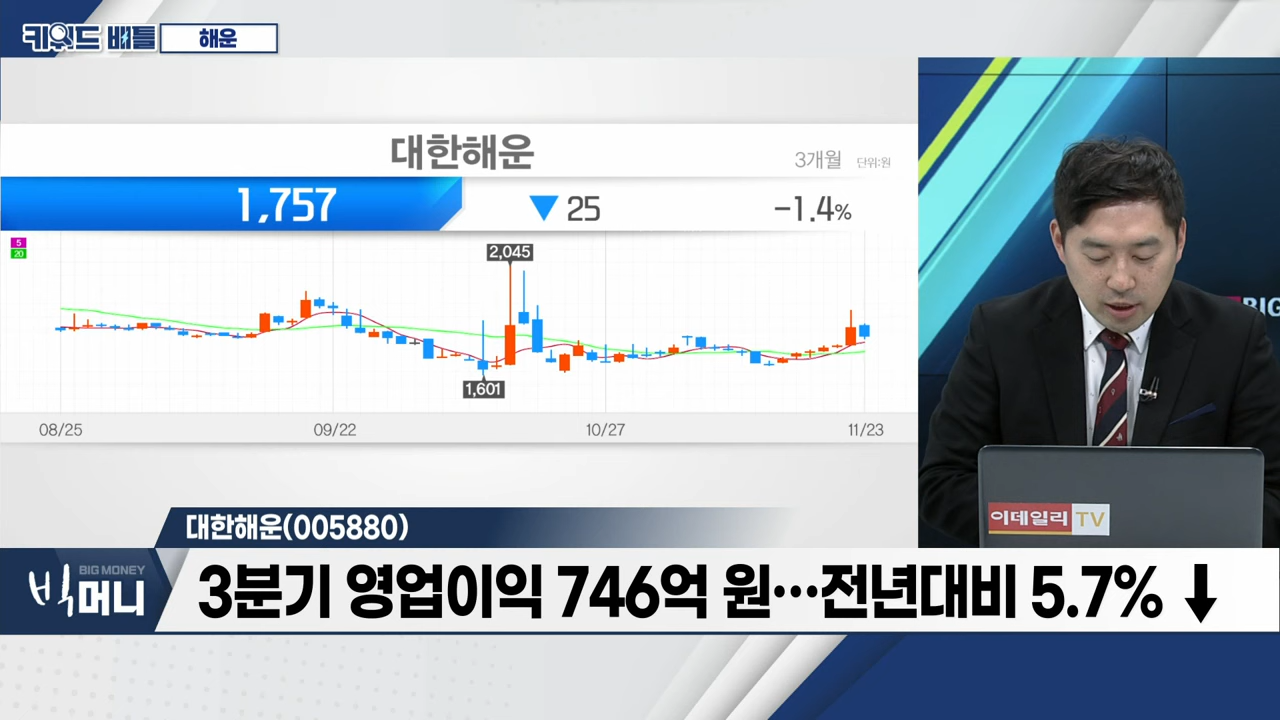 키워드 배틀
해운
대한해운
3개월 단위:원
1,757 ▼ 25 -1.4%
5
20
2,045
1,601
08/25 09/22 10/27 11/23
BIG
이데일리TV
대한해운(005880)
BIG MONEY
빅머니
3분기 영업이익 746억 원…전년대비 5.7% ↓